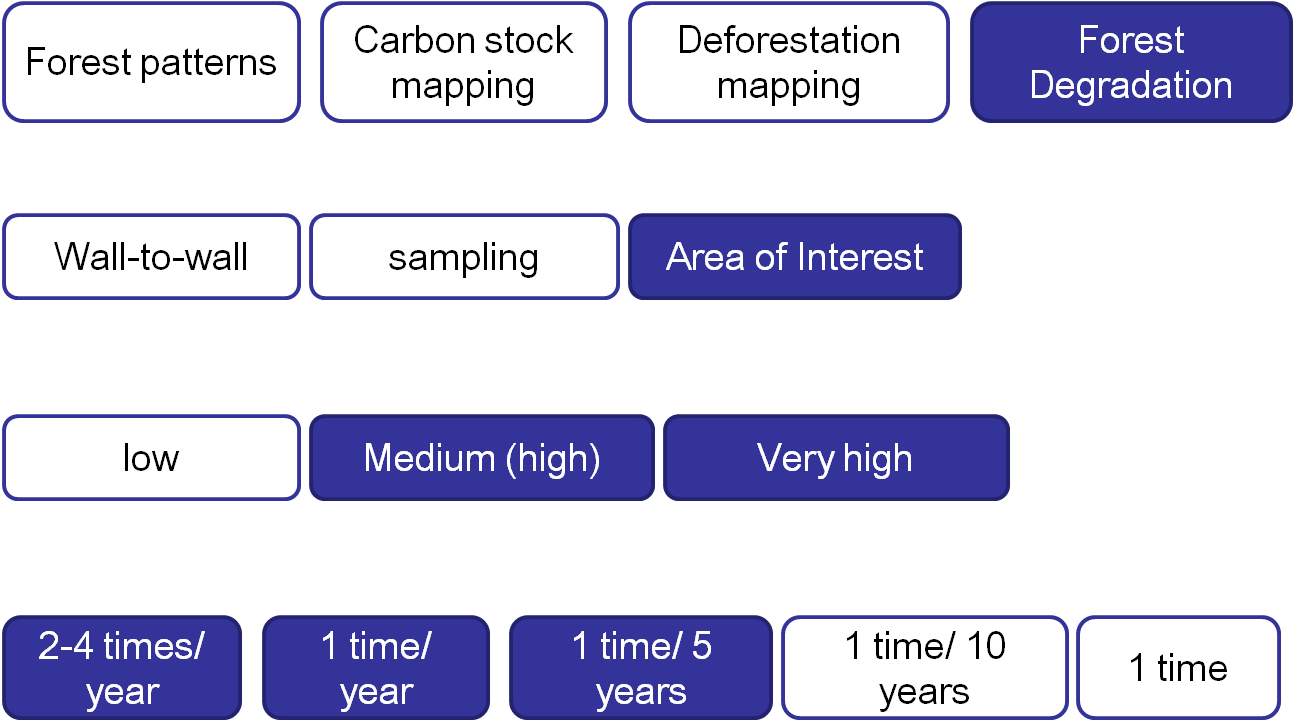 Forest patterns
Carbon stock
mapping
Deforestation
mapping
Forest
Degradation
Wall-to-wall
sampling
Area of Interest
low
Medium (high)
Very high
2-4 times/
year
1 time/
year
1 time/ 5
years
1 time/ 10
years
1 time